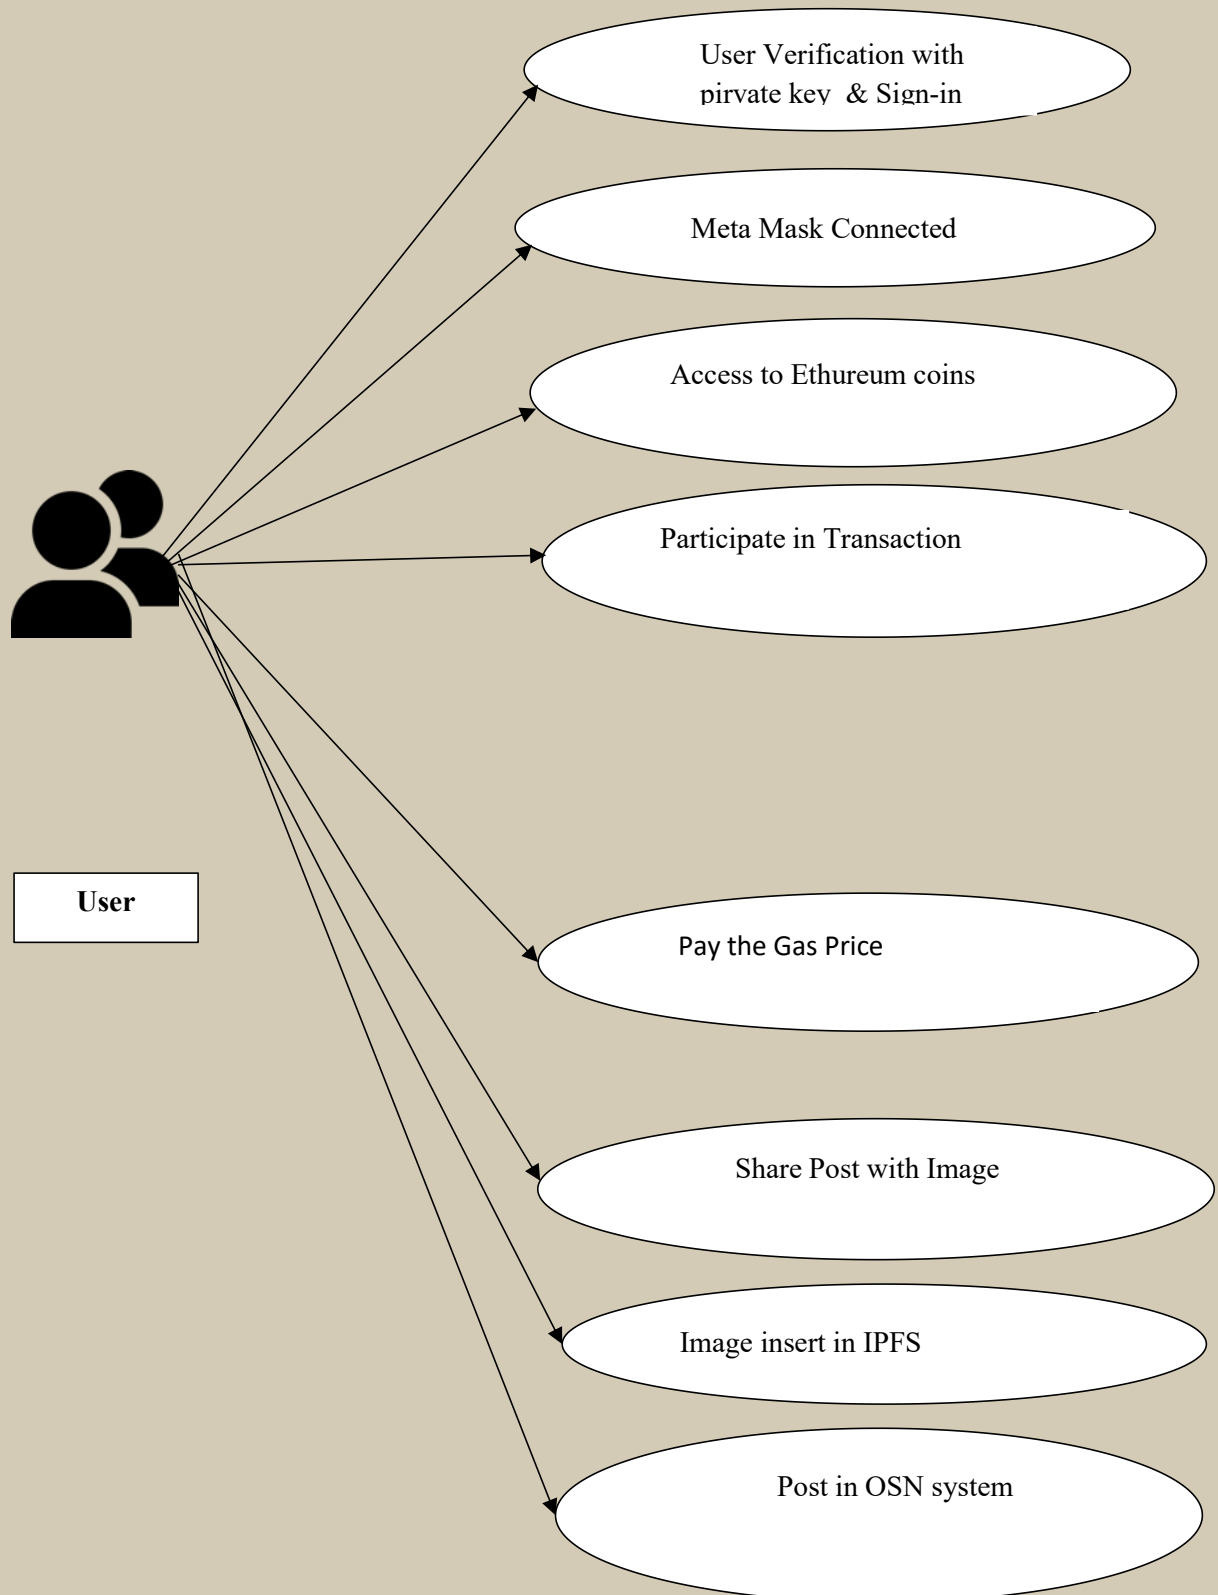 User Verification with
pirvate key & Sign-in
Meta Mask Connected
Access to Ethureum coins
Participate in Transaction
User
Pay the Gas Price
Share Post with Image
Image insert in IPFS
Post in OSN system